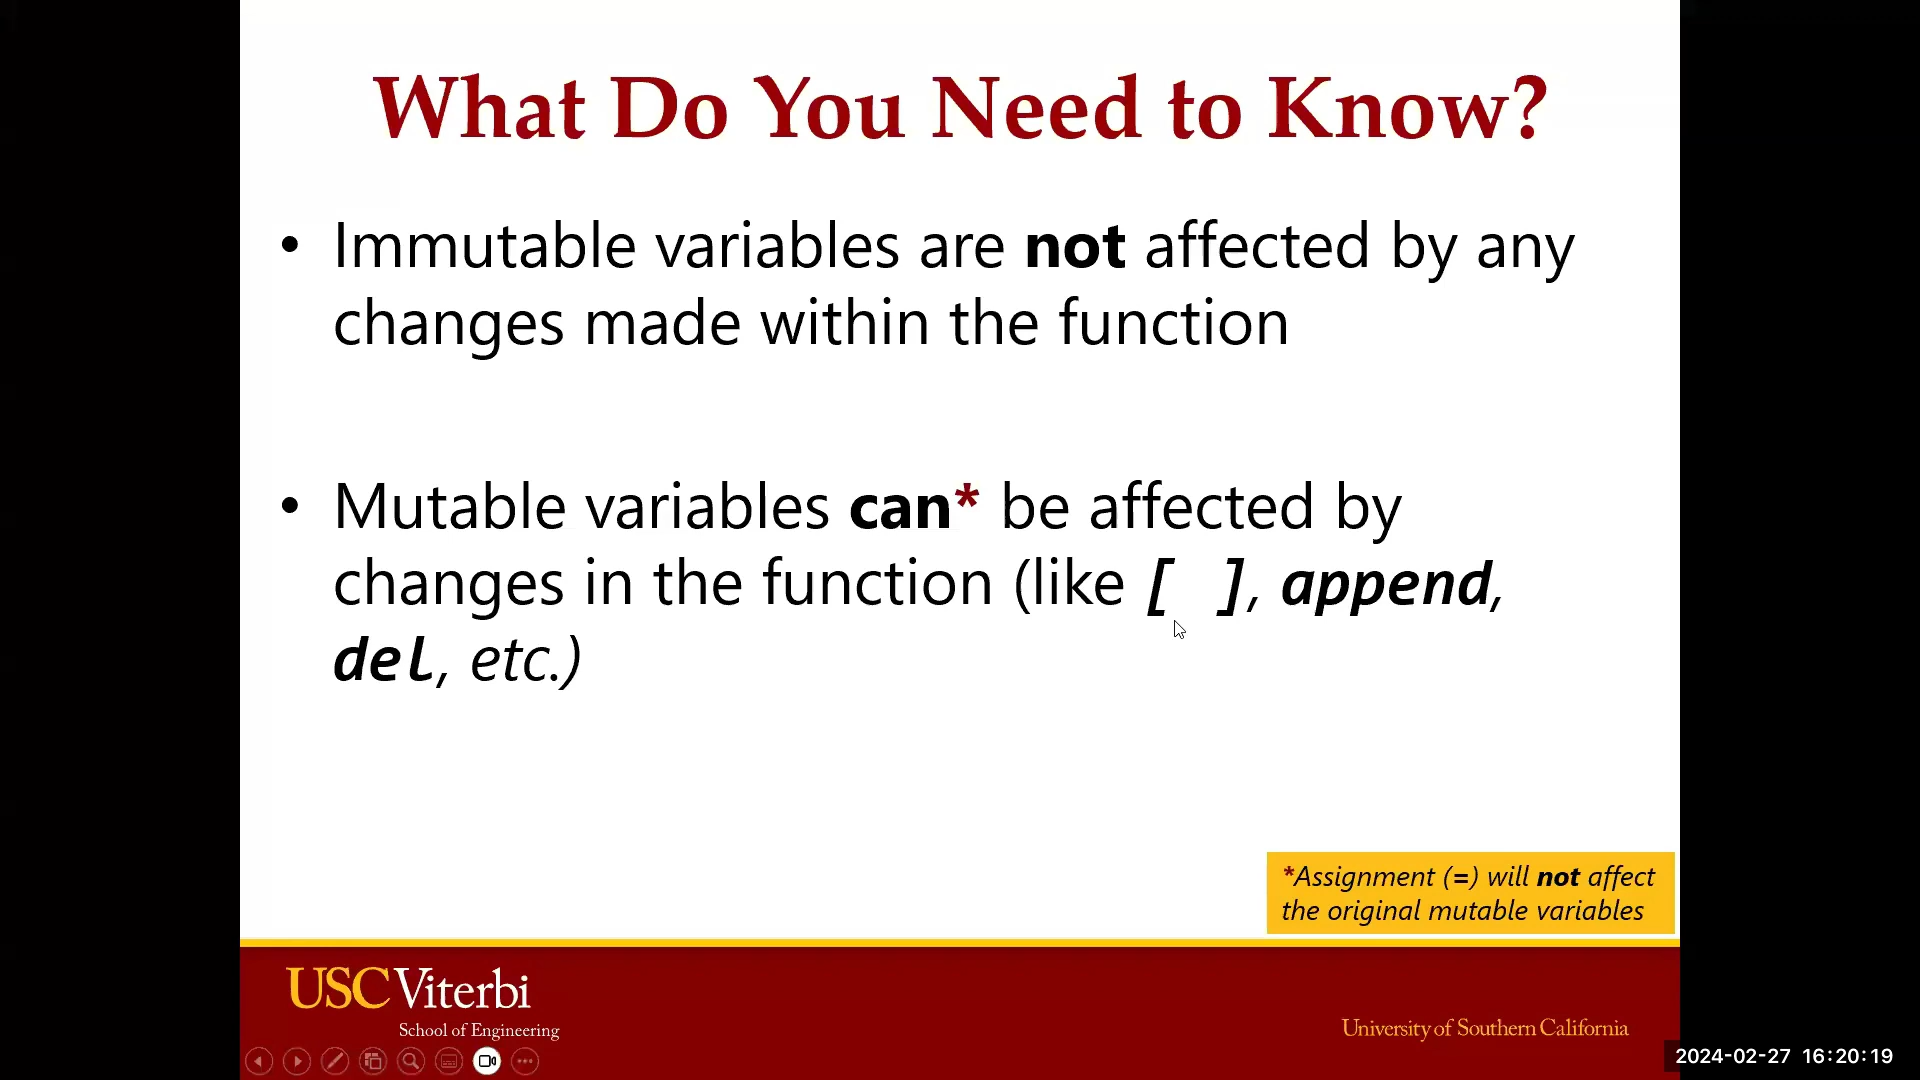 What Do You Need to Know?
• Immutable variables are not affected by any
changes made within the function
• Mutable variables can* be affected by
changes in the function (like [ ], append,
del, etc.)
*Assignment (=) will not affect
the original mutable variables
USC Viterbi
School of Engineering
University of Southern California
2024-02-27 16:20:19